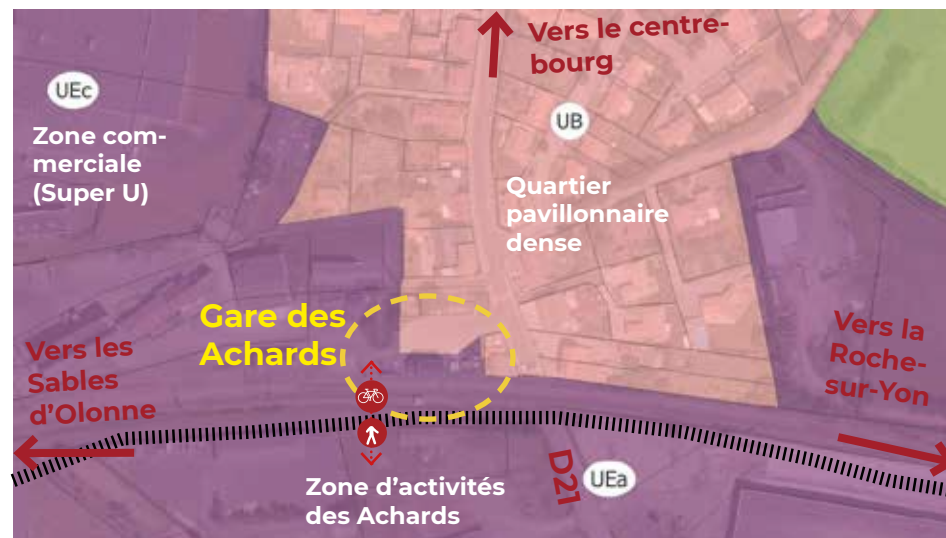 Vers le centre-
bourg
UEc
UB
Zone com-
merciale
(Super U)
Quartier
pavillonnaire
dense
Gare des
Achards
Vers les
Sables
d'Olonne
Vers la
Roche-
sur-Yon
D21
UEa
Zone d'activités
des Achards